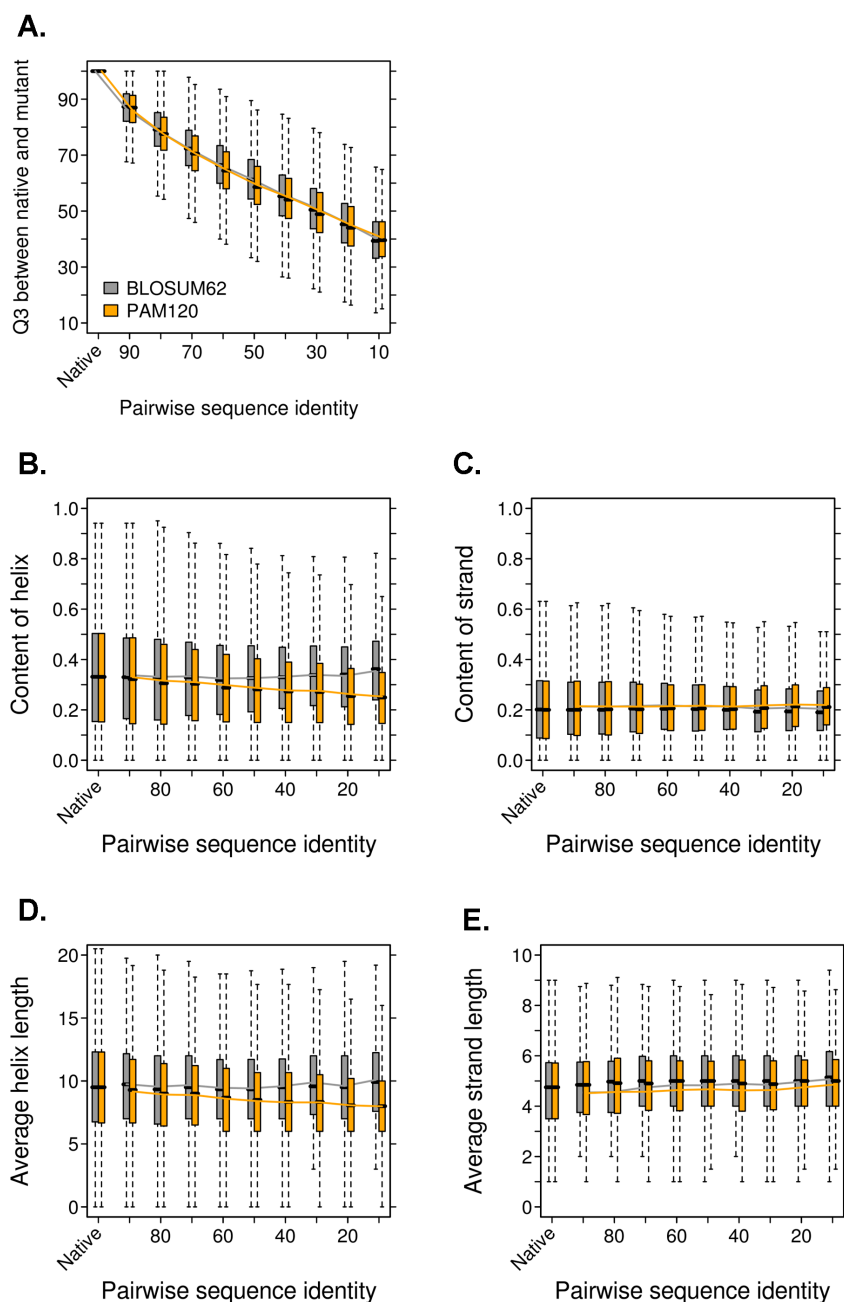 A.
Q3 between native and mutant
90
70
50
30
10
BLOSUM62
PAM120
Native 90 70 50 30 10
Pairwise sequence identity
B.
Content of helix
1.0
0.8
0.6
0.4
0.2
0.0
Native 80 60 40 20
Pairwise sequence identity
C.
Content of strand
1.0
0.8
0.6
0.4
0.2
0.0
Native 80 60 40 20
Pairwise sequence identity
D.
Average helix length
20
15
10
5
0
Native 80 60 40 20
Pairwise sequence identity
E.
Average strand length
10
8
6
4
2
0
Native 80 60 40 20
Pairwise sequence identity